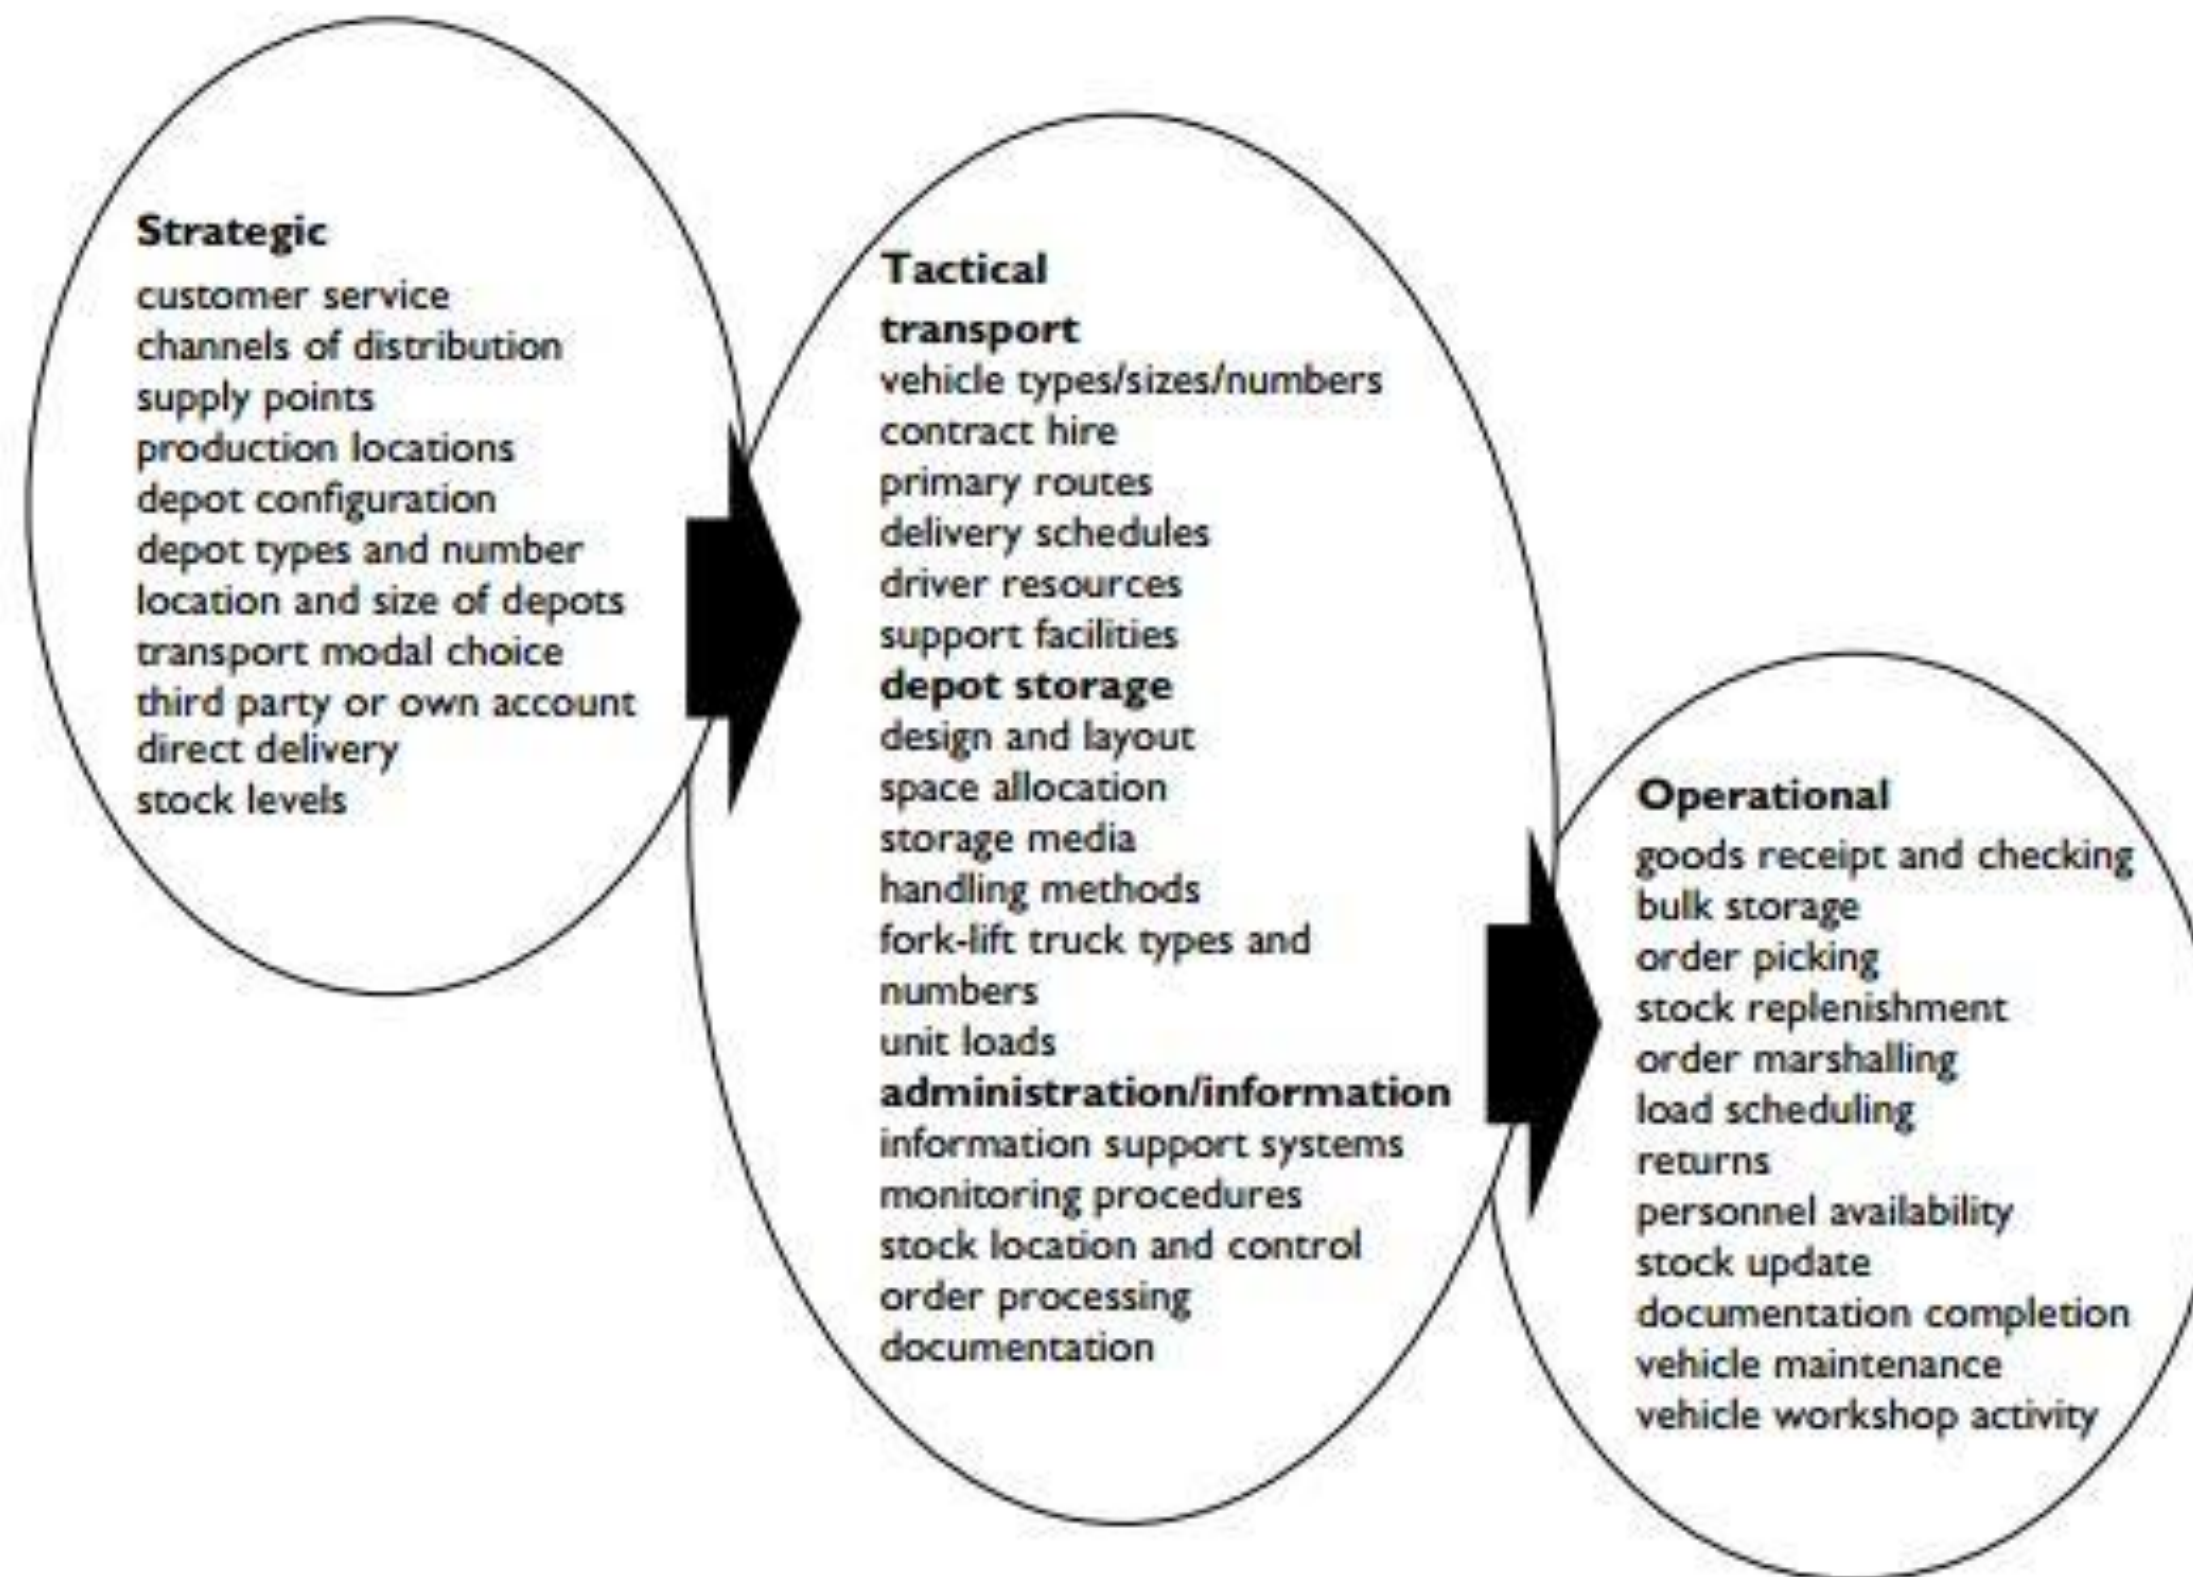 Strategic
customer service
channels of distribution
supply points
production locations
depot configuration
depot types and number
location and size of depots
transport modal choice
third party or own account
direct delivery
stock levels
Tactical
transport
vehicle types/sizes/numbers
contract hire
primary routes
delivery schedules
driver resources
support facilities
depot storage
design and layout
space allocation
storage media
handling methods
fork-lift truck types and
numbers
unit loads
administration/information
information support systems
monitoring procedures
stock location and control
order processing
documentation
Operational
goods receipt and checking
bulk storage
order picking
stock replenishment
order marshalling
load scheduling
returns
personnel availability
stock update
documentation completion
vehicle maintenance
vehicle workshop activity